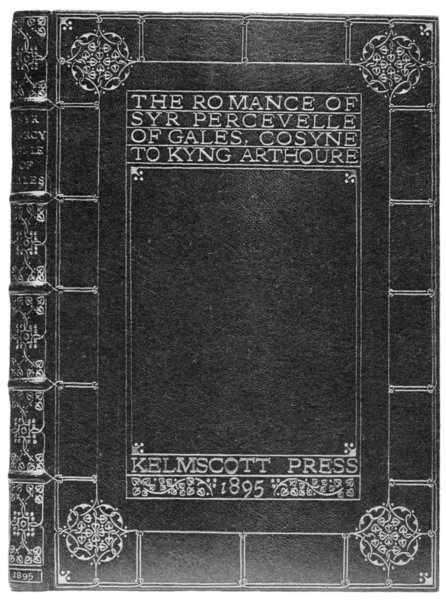 THE ROMANCE OF
SYR PERCEVELLE
OF GALES, COSYNE
TO KYNG ARTHOURE
KELMSCOTT PRESS
1895
SYR
PERCY
VELLE
OF
GALES
1895